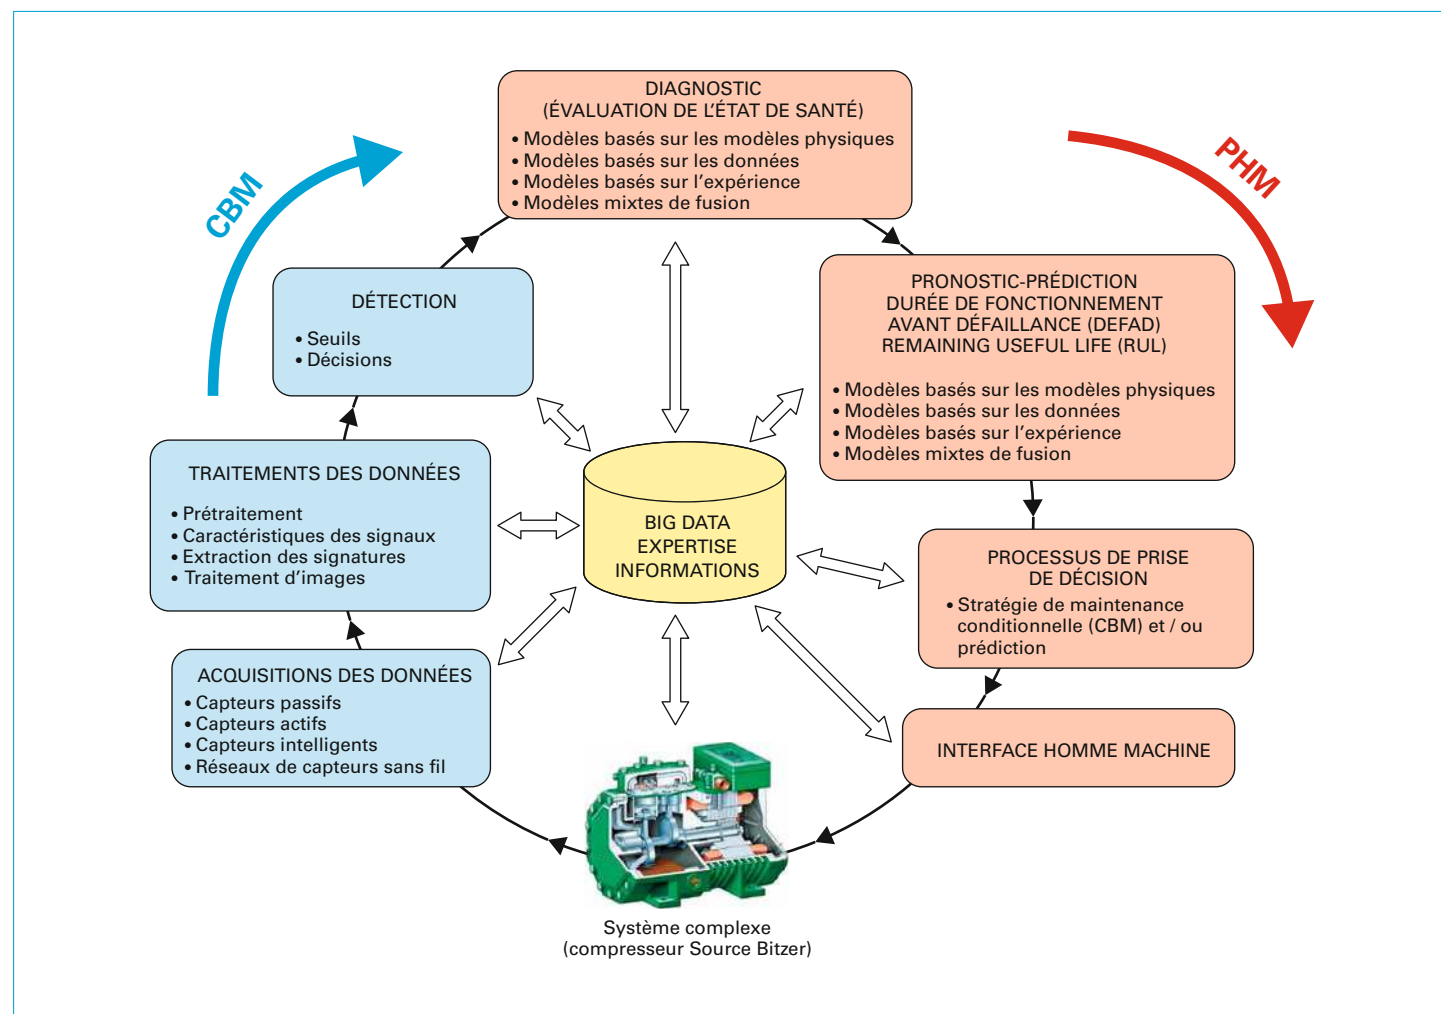 DIAGNOSTIC
(ÉVALUATION DE L'ÉTAT DE SANTÉ)
• Modèles basés sur les modèles physiques
• Modèles basés sur les données
• Modèles basés sur l'expérience
• Modèles mixtes de fusion
CBM
PHM
DÉTECTION
• Seuils
• Décisions
PRONOSTIC-PRÉDICTION
DURÉE DE FONCTIONNEMENT
AVANT DÉFAILLANCE (DEFAD)
REMAINING USEFUL LIFE (RUL)
• Modèles basés sur les modèles physiques
• Modèles basés sur les données
• Modèles basés sur l'expérience
• Modèles mixtes de fusion
TRAITEMENTS DES DONNÉES
• Prétraitement
• Caractéristiques des signaux
• Extraction des signatures
• Traitement d'images
BIG DATA
EXPERTISE
INFORMATIONS
PROCESSUS DE PRISE
DE DÉCISION
• Stratégie de maintenance
conditionnelle (CBM) et / ou
prédiction
ACQUISITIONS DES DONNÉES
• Capteurs passifs
• Capteurs actifs
• Capteurs intelligents
• Réseaux de capteurs sans fil
INTERFACE HOMME MACHINE
Système complexe
(compresseur Source Bitzer)